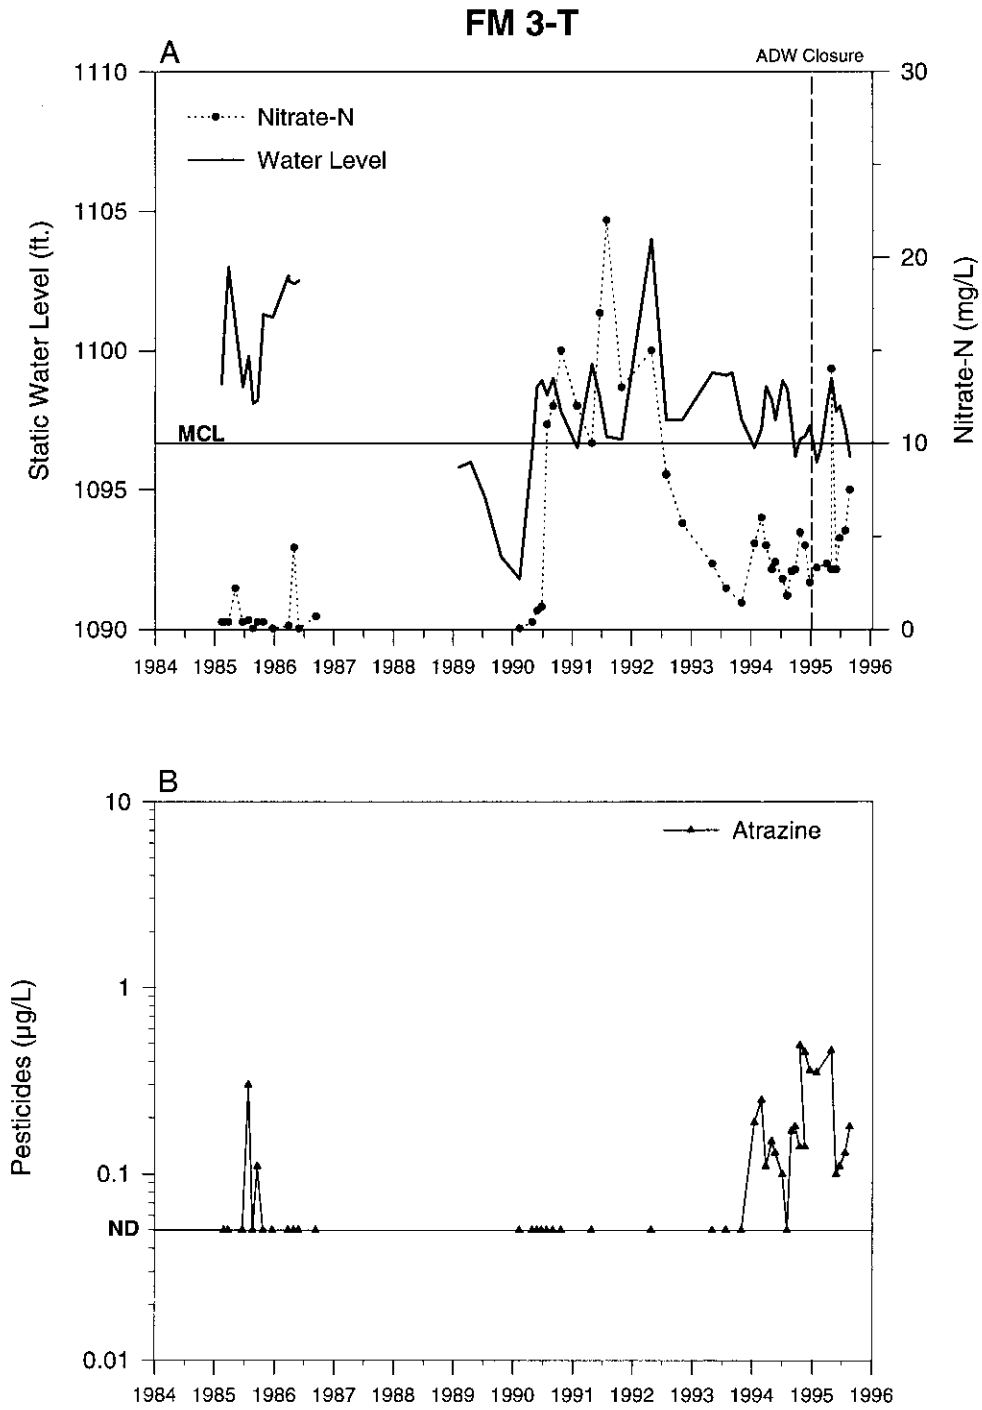 FM 3-T
A
ADW Closure
1110
30
Nitrate-N
Water Level
1105
20
Static Water Level (ft.)
Nitrate-N (mg/L)
1100
MCL
10
1095
1090
0
1984 1985 1986 1987 1988 1989 1990 1991 1992 1993 1994 1995 1996
B
10
Atrazine
1
Pesticides (µg/L)
0.1
ND
0.01
1984 1985 1986 1987 1988 1989 1990 1991 1992 1993 1994 1995 1996